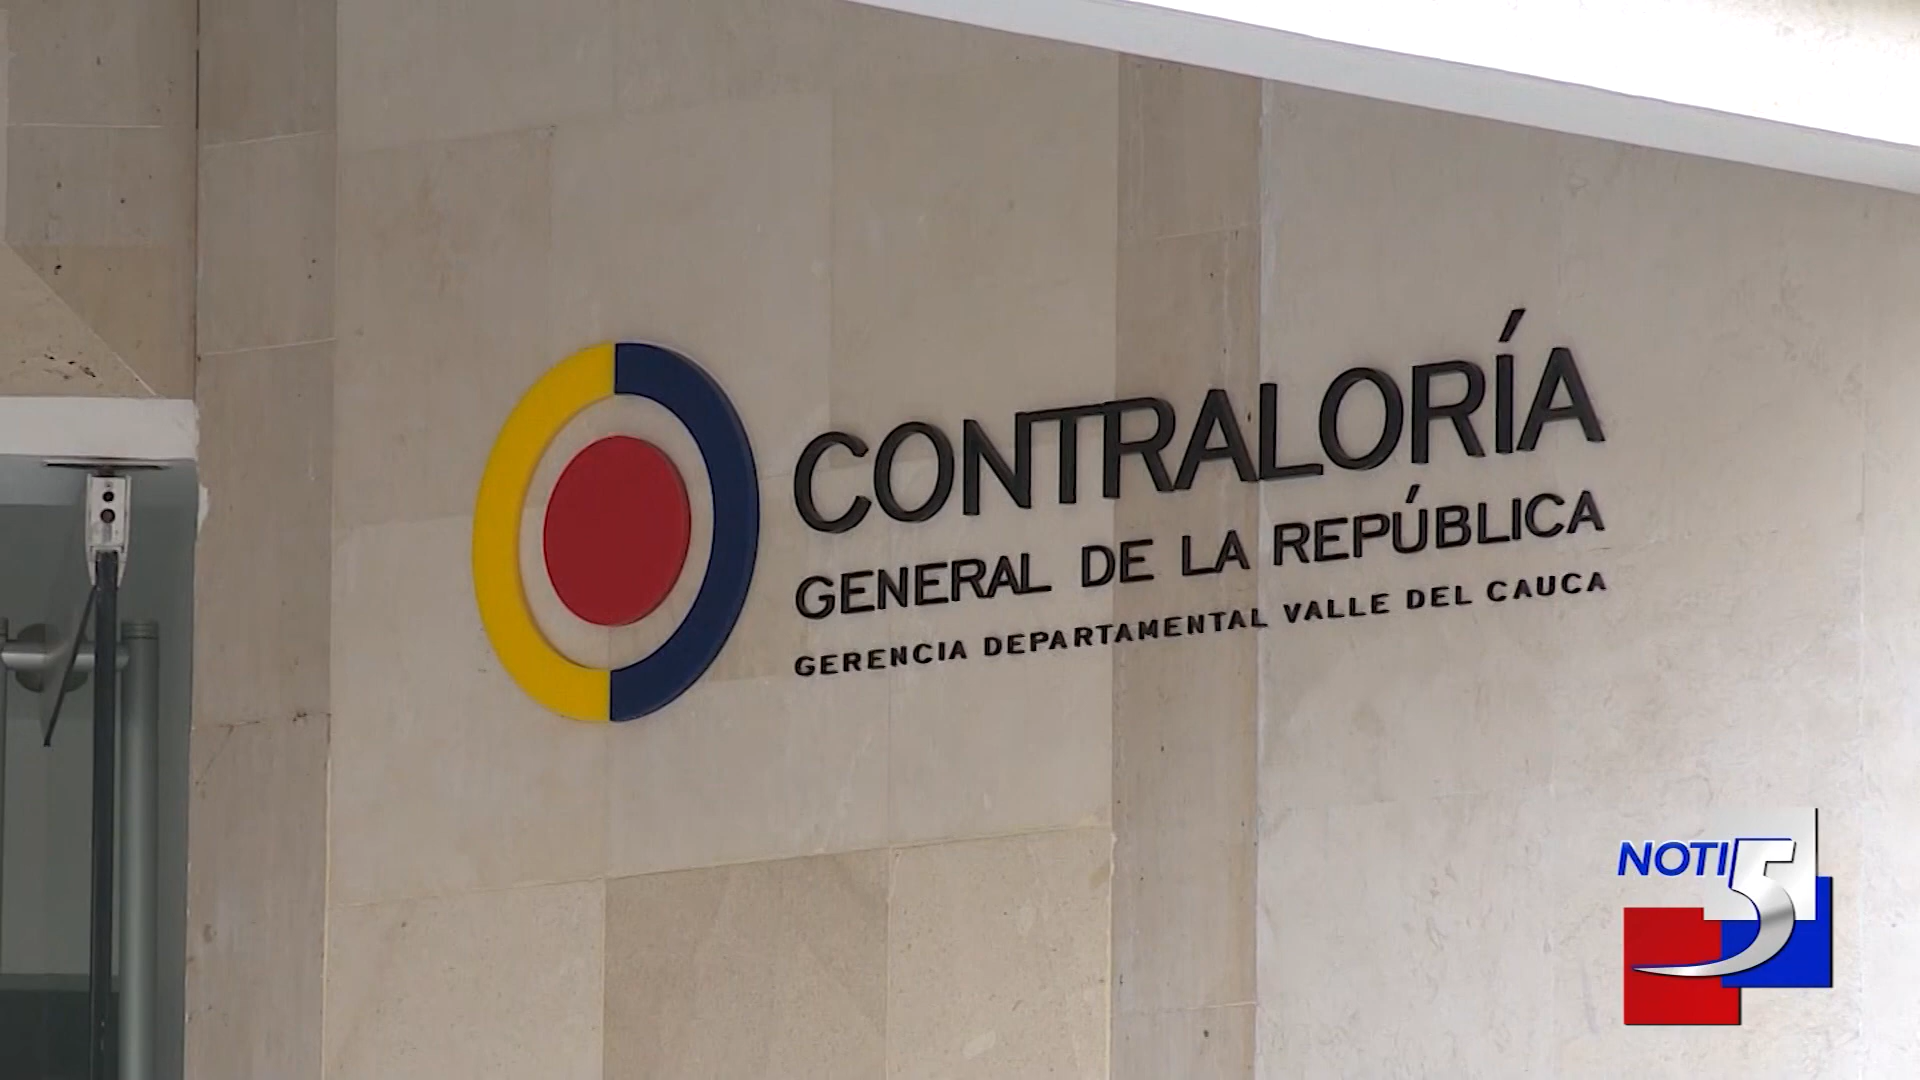 CONTRALORÍA
GENERAL DE LA REPÚBLICA
GERENCIA DEPARTAMENTAL VALLE DEL CAUCA
NOTI5